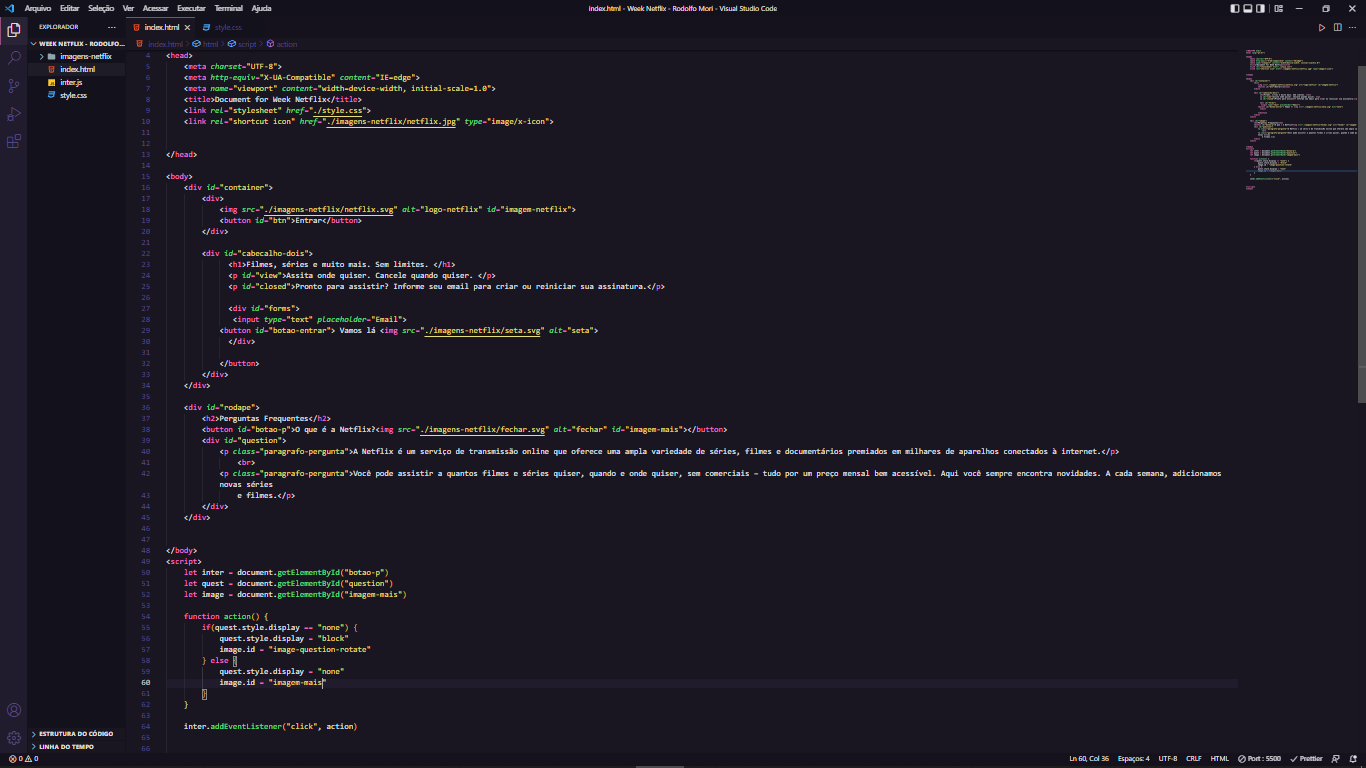 Arquivo Editar Seleção Ver Acessar Executar Terminal Ajuda
index.html - Week Netflix - Rodolfo Mori - Visual Studio Code
EXPLORADOR ...
WEEK NETFLIX - RODOLFO...
imagens-netflix
index.html
inter.js
style.css
index.html style.css
index.html > html > script > action
4 <head>
5 <meta charset="UTF-8">
6 <meta http-equiv="X-UA-Compatible" content="IE=edge">
7 <meta name="viewport" content="width=device-width, initial-scale=1.0">
8 <title>Document for Week Netflix</title>
9 <link rel="stylesheet" href="./style.css">
10 <link rel="shortcut icon" href="./imagens-netflix/netflix.jpg" type="image/x-icon">
11
12
13 </head>
14
15 <body>
16 <div id="container">
17 <div>
18 <img src="./imagens-netflix/netflix.svg" alt="logo-netflix" id="imagem-netflix">
19 <button id="btn">Entrar</button>
20 </div>
21
22 <div id="cabecalho-dois">
23 <h1>Filmes, séries e muito mais. Sem limites. </h1>
24 <p id="view">Assita onde quiser. Cancele quando quiser. </p>
25 <p id="closed">Pronto para assistir? Informe seu email para criar ou reiniciar sua assinatura.</p>
26
27 <div id="forms">
28 <input type="text" placeholder="Email">
29 <button id="botao-entrar"> Vamos lá <img src="./imagens-netflix/seta.svg" alt="seta">
30 </div>
31
32 </button>
33 </div>
34 </div>
35
36 <div id="rodape">
37 <h2>Perguntas Frequentes</h2>
38 <button id="botao-p">O que é a Netflix?<img src="./imagens-netflix/fechar.svg" alt="fechar" id="imagem-mais"></button>
39 <div id="question">
40 <p class="paragrafo-pergunta">A Netflix é um serviço de transmissão online que oferece uma ampla variedade de séries, filmes e documentários premiados em milhares de aparelhos conectados à internet.</p>
41 <br>
42 <p class="paragrafo-pergunta">Você pode assistir a quantos filmes e séries quiser, quando e onde quiser, sem comerciais – tudo por um preço mensal bem acessível. Aqui você sempre encontra novidades. A cada semana, adicionamos
novas séries
43 e filmes.</p>
44 </div>
45 </div>
46
47
48 </body>
49 <script>
50 let inter = document.getElementById("botao-p")
51 let quest = document.getElementById("question")
52 let image = document.getElementById("imagem-mais")
53
54 function action() {
55 if(quest.style.display == "none") {
56 quest.style.display = "block"
57 image.id = "image-question-rotate"
58 } else {
59 quest.style.display = "none"
60 image.id = "imagem-mais"
61 }
62 }
63
64 inter.addEventListener("click", action)
65
66
ESTRUTURA DO CÓDIGO
LINHA DO TEMPO
0 0 Ln 60, Col 36 Espaços: 4 UTF-8 CRLF HTML Port : 5500 Prettier